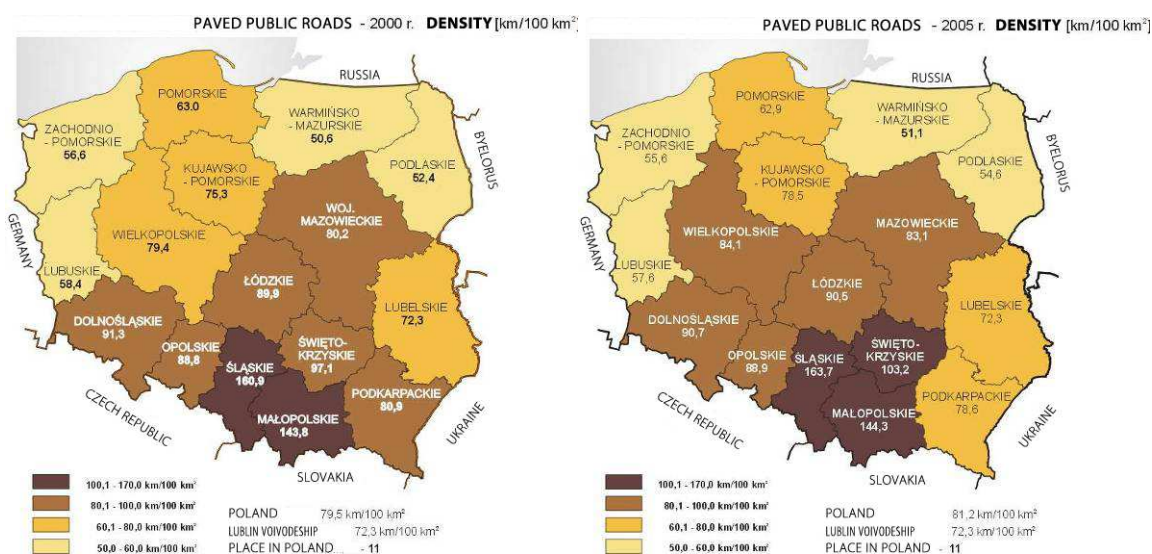 PAVED PUBLIC ROADS - 2000 r. DENSITY [km/100 km²]
RUSSIA
POMORSKIE
63.0
WARMIŃSKO
- MAZURSKIE
50,6
ZACHODNIO
- POMORSKIE
56,6
BYELORUS
KUJAWSKO
- POMORSKIE
75,3
PODLASKIE
52,4
WOJ.
MAZOWIECKIE
80,2
GERMANY
WIELKOPOLSKIE
79,4
LUBUSKIE
58,4
ŁÓDZKIE
89,9
LUBELSKIE
72,3
DOLNOŚLĄSKIE
91,3
OPOLSKIE
88,8
ŚWIĘTO-
KRZYSKIE
97,1
ŚLĄSKIE
160,9
PODKARPACKIE
80,9
CZECH REPUBLIC
MAŁOPOLSKIE
143,8
UKRAINE
SLOVAKIA
100,1 - 170,0 km/100 km²
80,1 - 100,0 km/100 km²
60,1 - 80,0 km/100 km²
50,0 - 60,0 km/100 km²
POLAND 79,5 km/100 km²
LUBLIN VOIVODESHIP 72,3 km/100 km²
PLACE IN POLAND - 11
PAVED PUBLIC ROADS - 2005 r. DENSITY [km/100 km²]
RUSSIA
POMORSKIE
62,9
WARMIŃSKO
- MAZURSKIE
51,1
ZACHODNIO
- POMORSKIE
55,6
BYELORUS
KUJAWSKO
- POMORSKIE
78,5
PODLASKIE
54,6
MAZOWIECKIE
83,1
GERMANY
WIELKOPOLSKIE
84,1
LUBUSKIE
57,6
ŁÓDZKIE
90,5
LUBELSKIE
72,3
DOLNOŚLĄSKIE
90,7
OPOLSKIE
88,9
ŚLĄSKIE
163,7
ŚWIĘTO-
KRZYSKIE
103,2
PODKARPACKIE
78,6
CZECH REPUBLIC
MAŁOPOLSKIE
144,3
UKRAINE
SLOVAKIA
100,1 - 170,0 km/100 km²
80,1 - 100,0 km/100 km²
60,1 - 80,0 km/100 km²
50,0 - 60,0 km/100 km²
POLAND 81,2 km/100 km²
LUBLIN VOIVODESHIP 72,3 km/100 km²
PLACE IN POLAND - 11